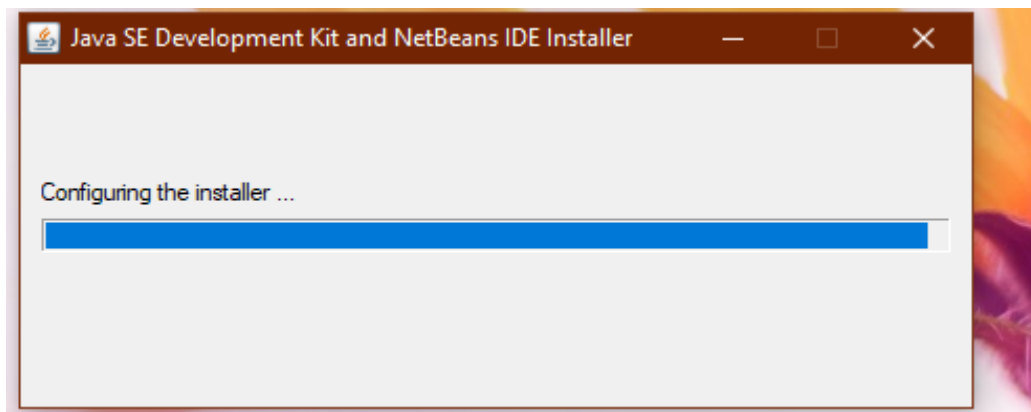 Java SE Development Kit and NetBeans IDE Installer
Configuring the installer ...